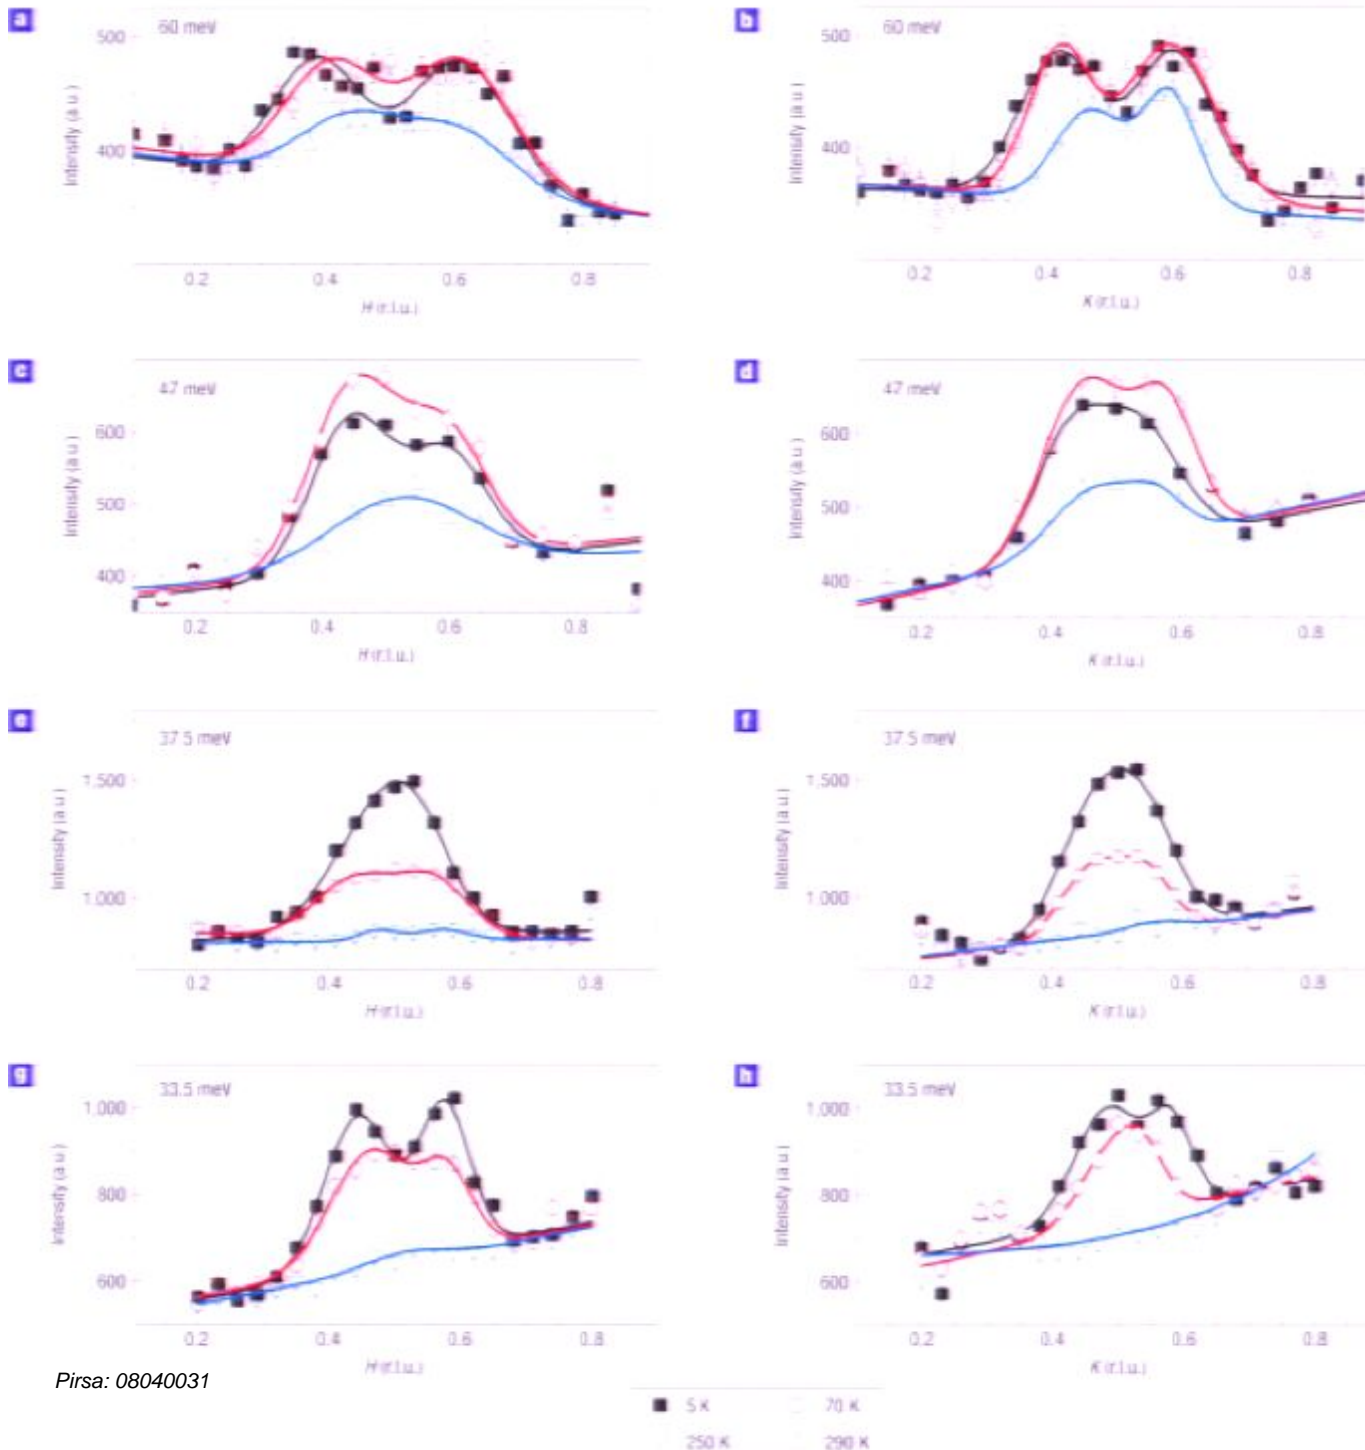 a
60 meV
500
400
Intensity (a.u.)
0.2 0.4 0.6 0.8
H (r.l.u.)
b
60 meV
500
400
Intensity (a.u.)
0.2 0.4 0.6 0.8
K (r.l.u.)
c
47 meV
600
500
400
Intensity (a.u.)
0.2 0.4 0.6 0.8
H (r.l.u.)
d
47 meV
600
500
400
Intensity (a.u.)
0.2 0.4 0.6 0.8
K (r.l.u.)
e
37.5 meV
1,500
1,000
Intensity (a.u.)
0.2 0.4 0.6 0.8
H (r.l.u.)
f
37.5 meV
1,500
1,000
Intensity (a.u.)
0.2 0.4 0.6 0.8
K (r.l.u.)
g
33.5 meV
1,000
800
600
Intensity (a.u.)
0.2 0.4 0.6 0.8
H (r.l.u.)
h
33.5 meV
1,000
800
600
Intensity (a.u.)
0.2 0.4 0.6 0.8
K (r.l.u.)
Pirsa: 08040031
5 K 70 K
250 K 290 K